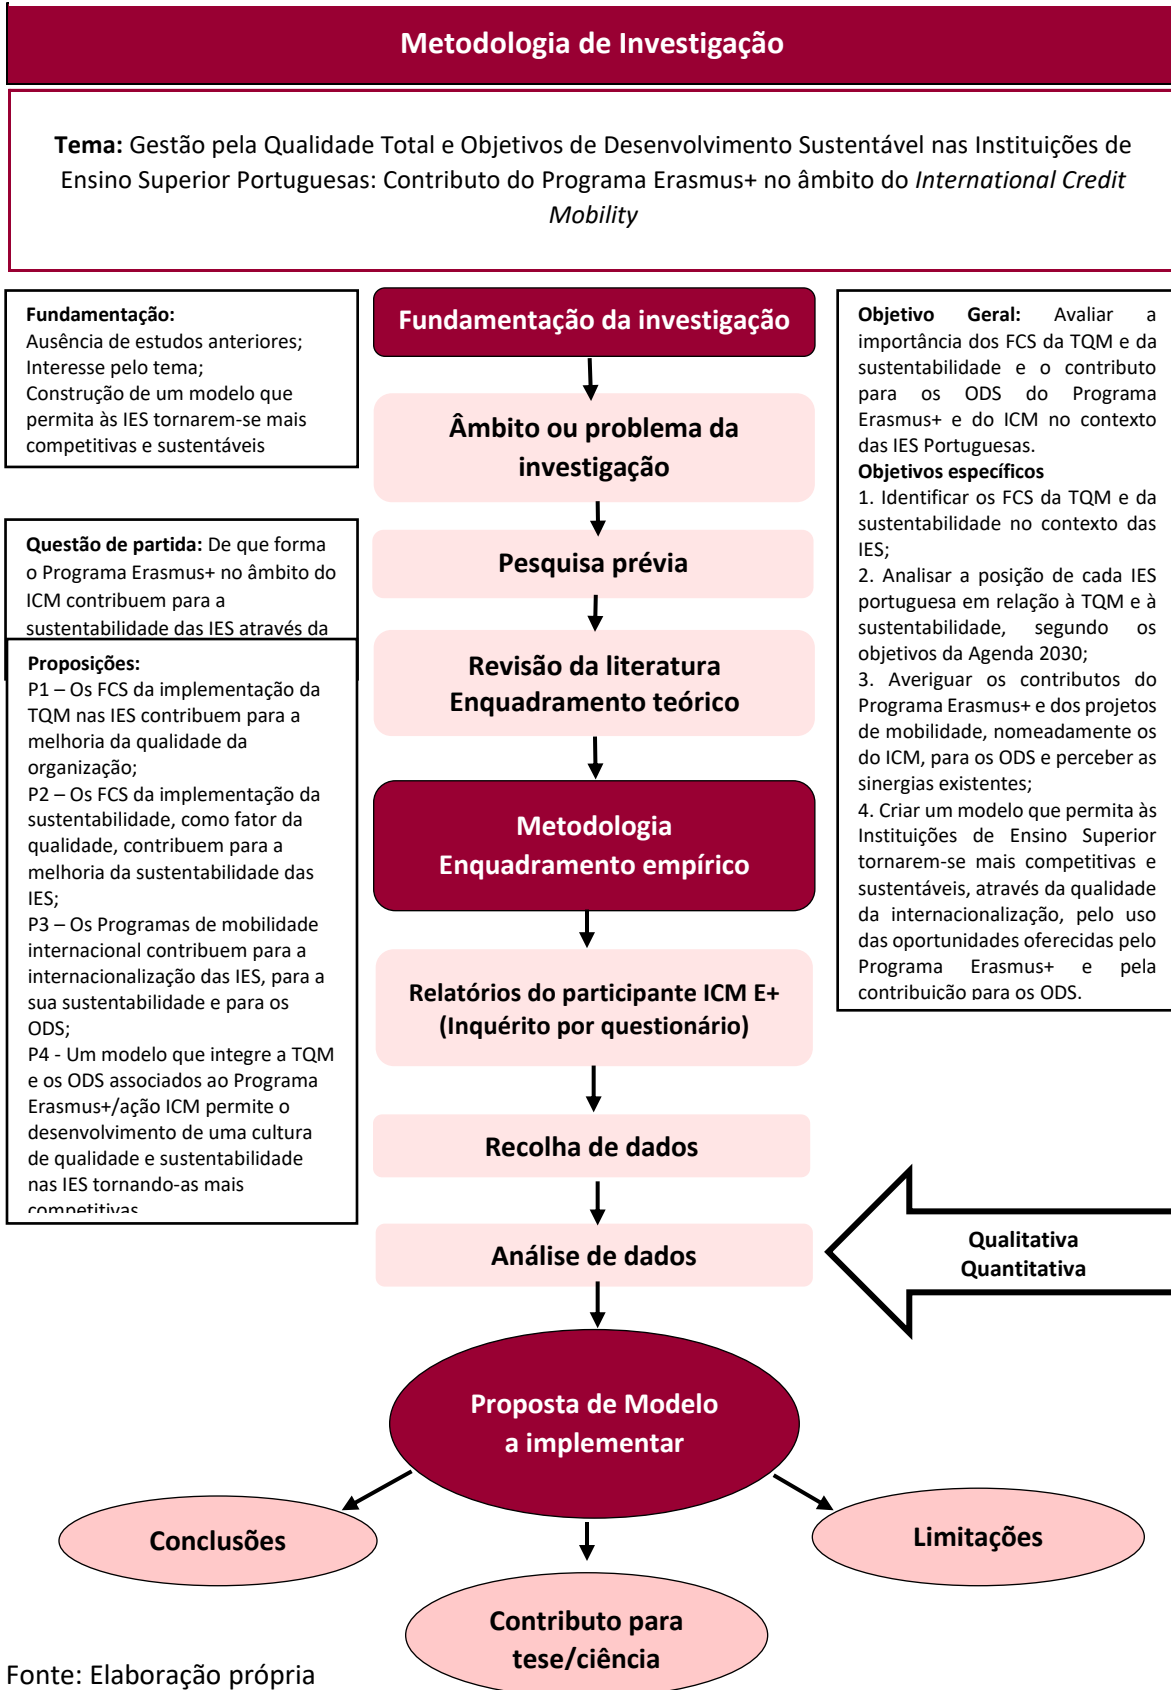 Metodologia de Investigação
Tema: Gestão pela Qualidade Total e Objetivos de Desenvolvimento Sustentável nas Instituições de
Ensino Superior Portuguesas: Contributo do Programa Erasmus+ no âmbito do International Credit
Mobility
Fundamentação:
Ausência de estudos anteriores;
Interesse pelo tema;
Construção de um modelo que
permita às IES tornarem-se mais
competitivas e sustentáveis
Questão de partida: De que forma
o Programa Erasmus+ no âmbito do
ICM contribuem para a
sustentabilidade das IES através da
Proposições:
P1 – Os FCS da implementação da
TQM nas IES contribuem para a
melhoria da qualidade da
organização;
P2 – Os FCS da implementação da
sustentabilidade, como fator da
qualidade, contribuem para a
melhoria da sustentabilidade das
IES;
P3 – Os Programas de mobilidade
internacional contribuem para a
internacionalização das IES, para a
sua sustentabilidade e para os
ODS;
P4 - Um modelo que integre a TQM
e os ODS associados ao Programa
Erasmus+/ação ICM permite o
desenvolvimento de uma cultura
de qualidade e sustentabilidade
nas IES tornando-as mais
competitivas
Fundamentação da investigação
Âmbito ou problema da
investigação
Pesquisa prévia
Revisão da literatura
Enquadramento teórico
Metodologia
Enquadramento empírico
Relatórios do participante ICM E+
(Inquérito por questionário)
Recolha de dados
Análise de dados
Objetivo Geral: Avaliar a
importância dos FCS da TQM e da
sustentabilidade e o contributo
para os ODS do Programa
Erasmus+ e do ICM no contexto
das IES Portuguesas.
Objetivos específicos
1. Identificar os FCS da TQM e da
sustentabilidade no contexto das
IES;
2. Analisar a posição de cada IES
portuguesa em relação à TQM e à
sustentabilidade, segundo os
objetivos da Agenda 2030;
3. Averiguar os contributos do
Programa Erasmus+ e dos projetos
de mobilidade, nomeadamente os
do ICM, para os ODS e perceber as
sinergias existentes;
4. Criar um modelo que permita às
Instituições de Ensino Superior
tornarem-se mais competitivas e
sustentáveis, através da qualidade
da internacionalização, pelo uso
das oportunidades oferecidas pelo
Programa Erasmus+ e pela
contribuição para os ODS.
Qualitativa
Quantitativa
Proposta de Modelo
a implementar
Conclusões
Limitações
Contributo para
tese/ciência
Fonte: Elaboração própria